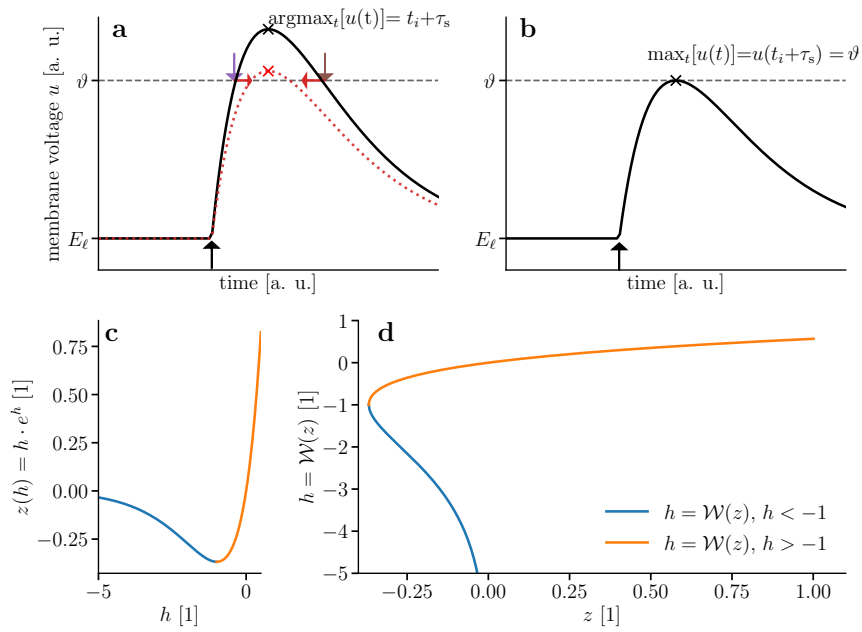 a
argmax_t[u(t)]= t_i+τ_s
membrane voltage u [a. u.]
ϑ
E_ℓ
time [a. u.]
b
max_t[u(t)]=u(t_i+τ_s) = ϑ
ϑ
E_ℓ
time [a. u.]
c
z(h) = h · e^h [1]
0.75
0.50
0.25
0.00
−0.25
−5
0
h [1]
d
h = 𝒲(z) [1]
1
0
−1
−2
−3
−4
−5
−0.25
0.00
0.25
0.50
0.75
1.00
z [1]
h = 𝒲(z), h < −1
h = 𝒲(z), h > −1